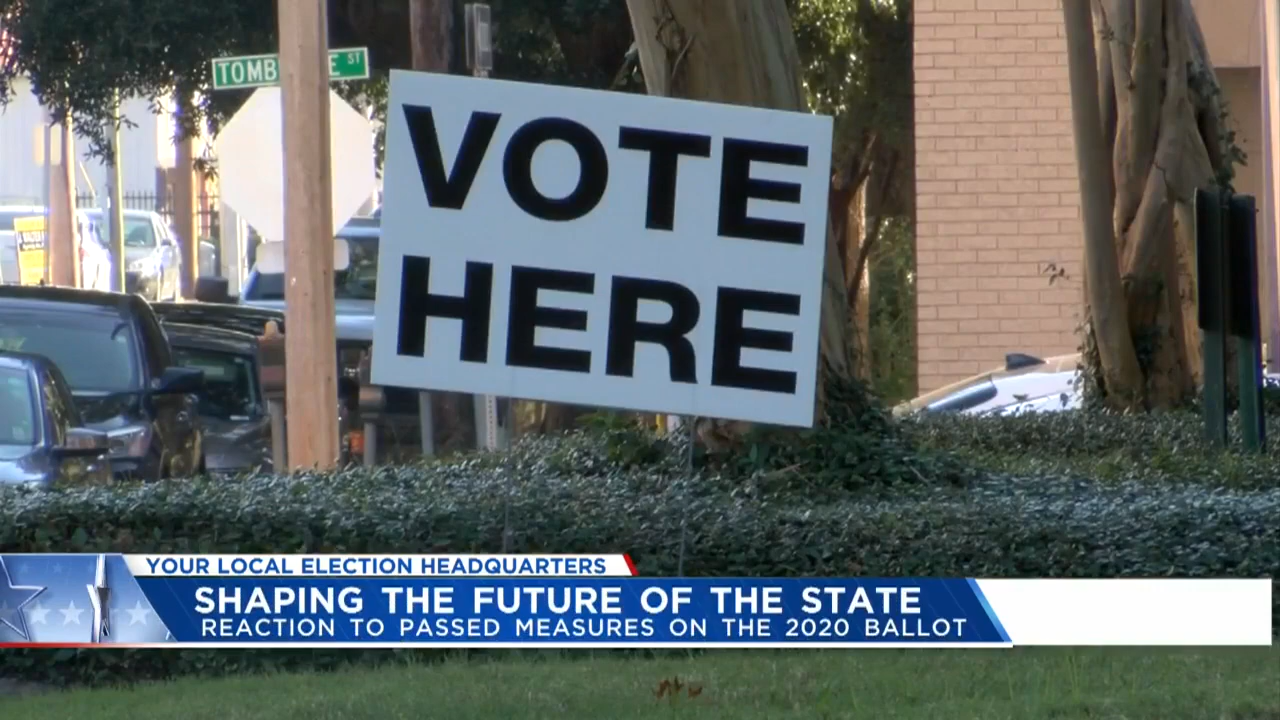 ST
VOTE
HERE
YOUR LOCAL ELECTION HEADQUARTERS
SHAPING THE FUTURE OF THE STATE
REACTION TO PASSED MEASURES ON THE 2020 BALLOT